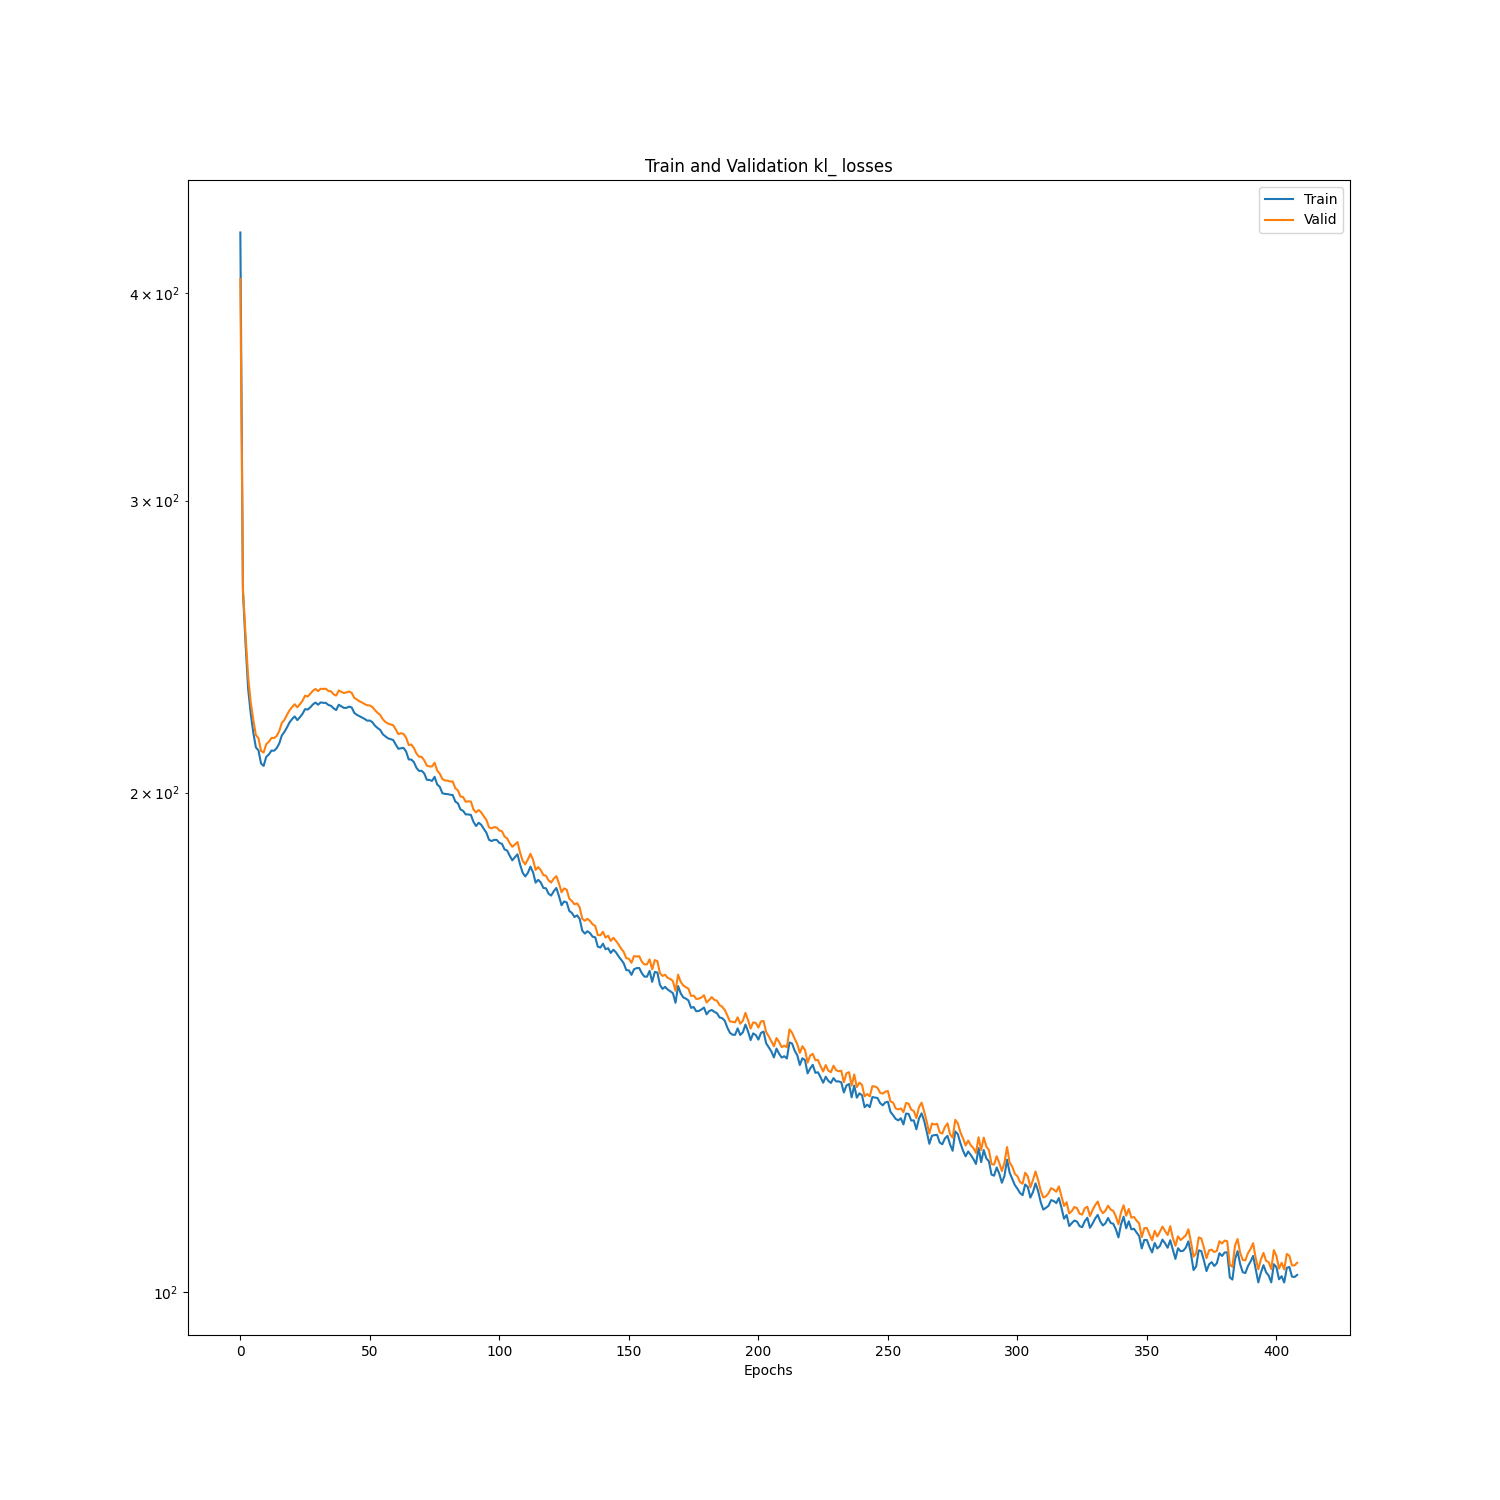 Train and Validation kl_ losses
Train
Valid
4 × 10²
3 × 10²
2 × 10²
10²
0 50 100 150 200 250 300 350 400
Epochs